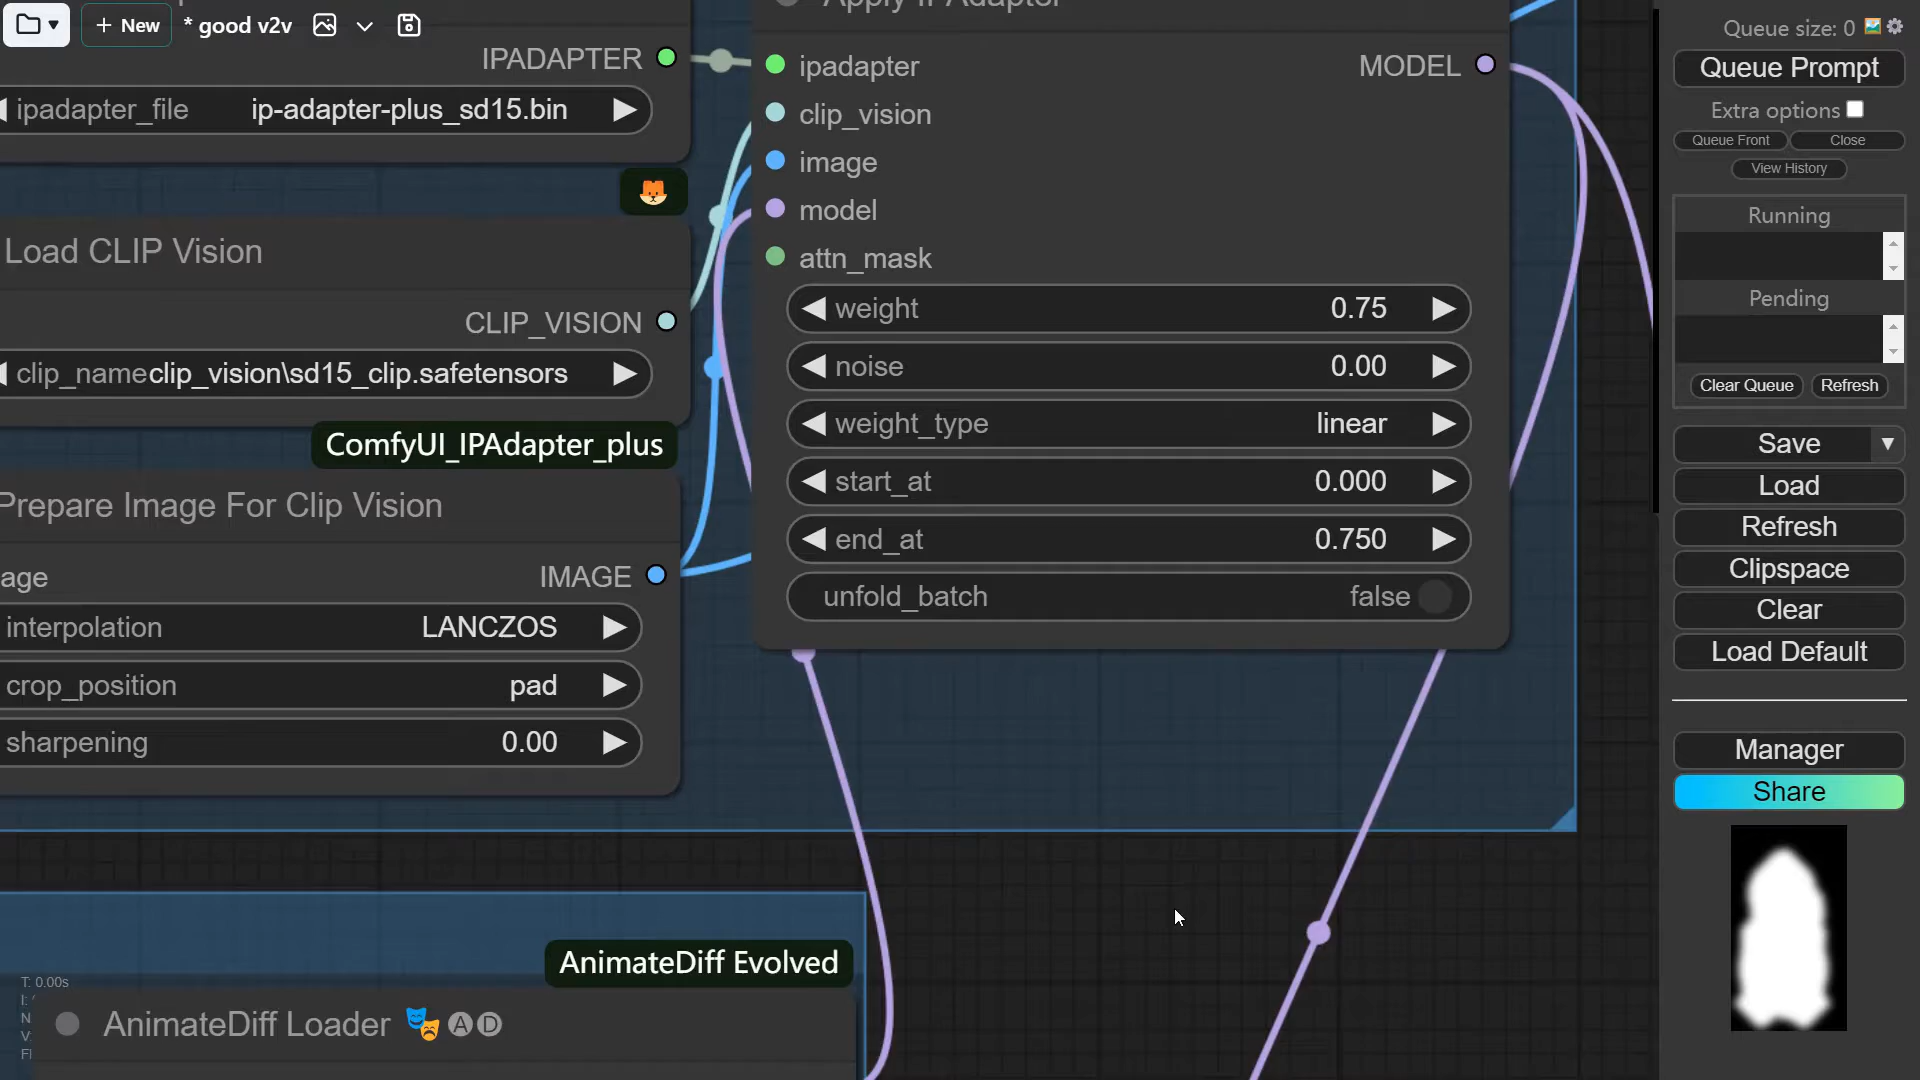 New
* good v2v
IPADAPTER
ipadapter_file ip-adapter-plus_sd15.bin
Load CLIP Vision
CLIP_VISION
clip_name clip_vision\sd15_clip.safetensors
ComfyUI_IPAdapter_plus
Prepare Image For Clip Vision
age IMAGE
interpolation LANCZOS
crop_position pad
sharpening 0.00
Apply IPAdapter
ipadapter MODEL
clip_vision
image
model
attn_mask
weight 0.75
noise 0.00
weight_type linear
start_at 0.000
end_at 0.750
unfold_batch false
AnimateDiff Evolved
T: 0.00s
I:
N
V
AnimateDiff Loader 🎭🅐🅓
Queue size: 0
Queue Prompt
Extra options
Queue Front Close
View History
Running
Pending
Clear Queue Refresh
Save
Load
Refresh
Clipspace
Clear
Load Default
Manager
Share